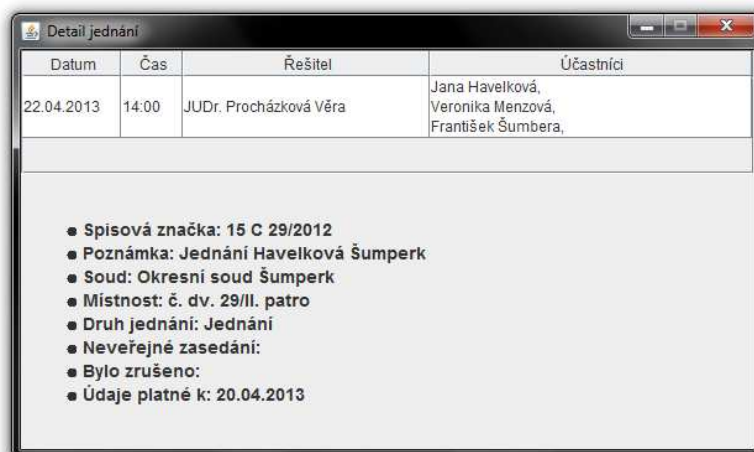 Detail jednání
Datum Čas Řešitel Účastníci
22.04.2013 14:00 JUDr. Procházková Věra Jana Havelková,
Veronika Menzová,
František Šumbera,
Spisová značka: 15 C 29/2012
Poznámka: Jednání Havelková Šumperk
Soud: Okresní soud Šumperk
Místnost: č. dv. 29/II. patro
Druh jednání: Jednání
Neveřejné zasedání:
Bylo zrušeno:
Údaje platné k: 20.04.2013